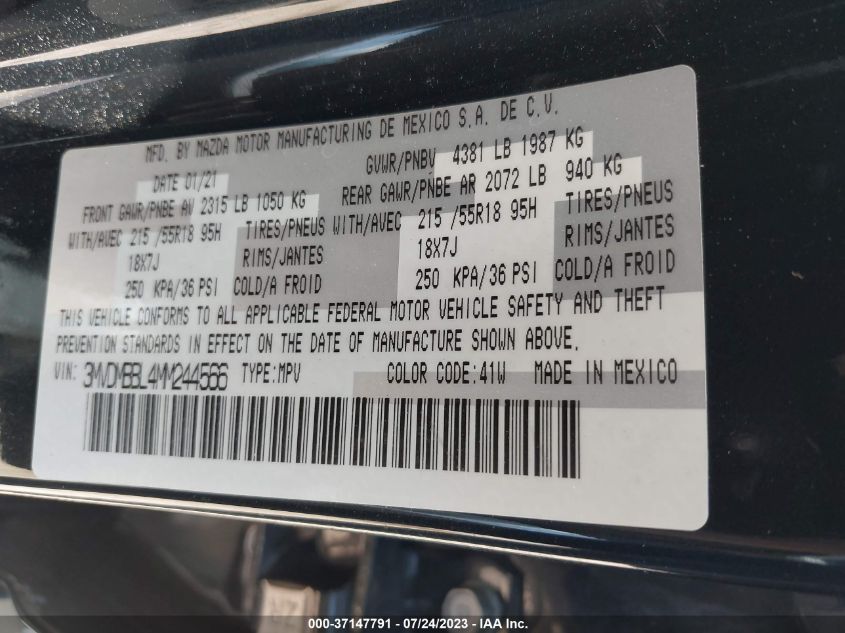 MFD. BY MAZDA MOTOR MANUFACTURING DE MEXICO S.A. DE C.V.
DATE 01/21 GVWR/PNBV 4381 LB 1987 KG
FRONT GAWR/PNBE AV 2315 LB 1050 KG REAR GAWR/PNBE AR 2072 LB 940 KG
WITH/AVEC 215 /55R18 95H TIRES/PNEUS WITH/AVEC 215 /55R18 95H TIRES/PNEUS
18X7J RIMS/JANTES 18X7J RIMS/JANTES
250 KPA/36 PSI COLD/A FROID 250 KPA/36 PSI COLD/A FROID
THIS VEHICLE CONFORMS TO ALL APPLICABLE FEDERAL MOTOR VEHICLE SAFETY AND THEFT
PREVENTION STANDARDS IN EFFECT ON THE DATE OF MANUFACTURE SHOWN ABOVE.
VIN: 3MVDMBBL4MM244566 TYPE:MPV COLOR CODE:41W MADE IN MEXICO
000-37147791 - 07/24/2023 - IAA Inc.